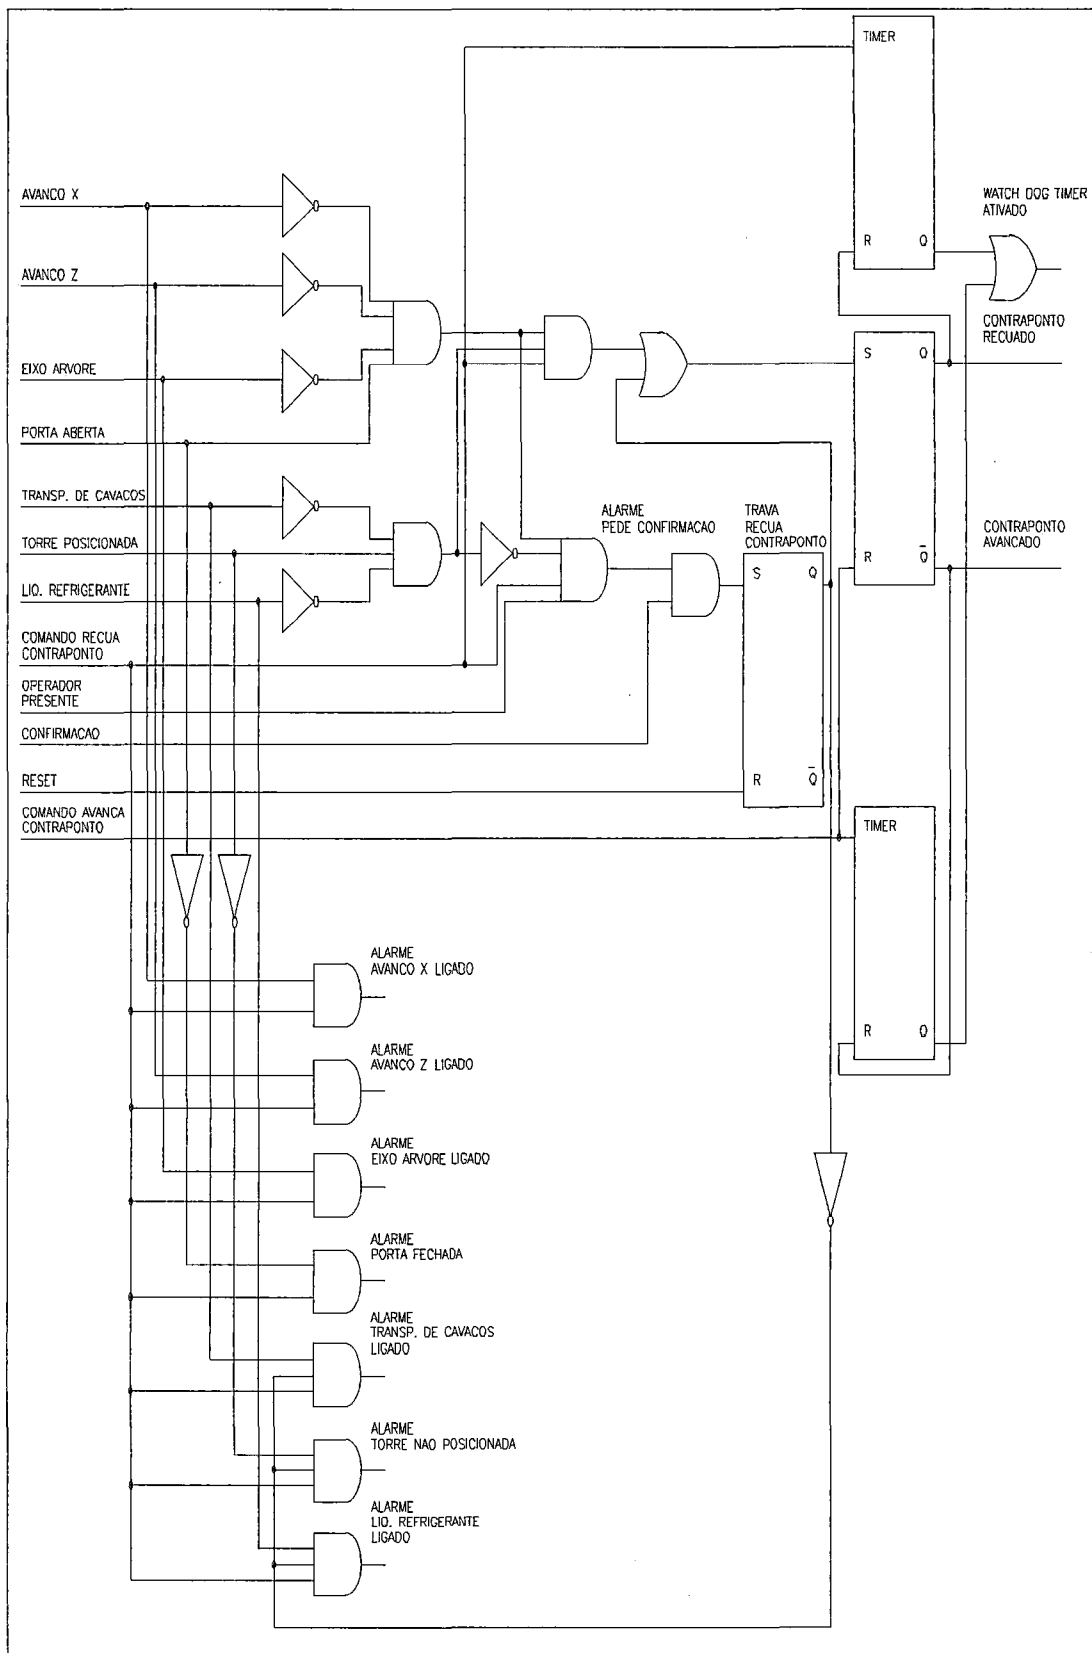 TIMER
R Q
AVANCO X
AVANCO Z
EIXO ARVORE
PORTA ABERTA
TRANSP. DE CAVACOS
TORRE POSICIONADA
LIO. REFRIGERANTE
COMANDO RECUA
CONTRAPONTO
OPERADOR
PRESENTE
CONFIRMACAO
RESET
COMANDO AVANCA
CONTRAPONTO
WATCH DOG TIMER
ATIVADO
CONTRAPONTO
RECUADO
S Q
R Q
CONTRAPONTO
AVANCADO
ALARME
PEDE CONFIRMACAO
TRAVA
RECUA
CONTRAPONTO
S Q
R Q
TIMER
R Q
ALARME
AVANCO X LIGADO
ALARME
AVANCO Z LIGADO
ALARME
EIXO ARVORE LIGADO
ALARME
PORTA FECHADA
ALARME
TRANSP. DE CAVACOS
LIGADO
ALARME
TORRE NAO POSICIONADA
ALARME
LIO. REFRIGERANTE
LIGADO